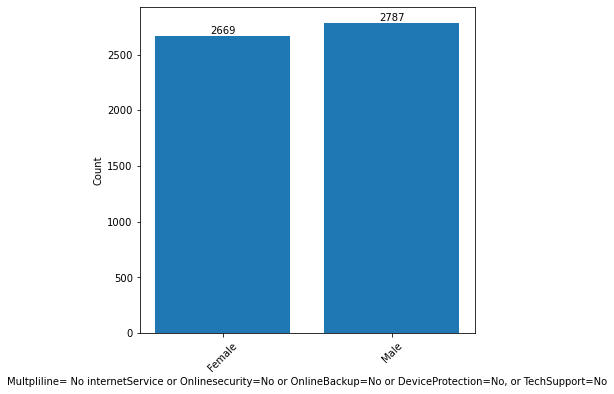 2669
2787
2500
2000
1500
1000
500
0
Count
Female
Male
Multpliline= No internetService or Onlinesecurity=No or OnlineBackup=No or DeviceProtection=No, or TechSupport=No